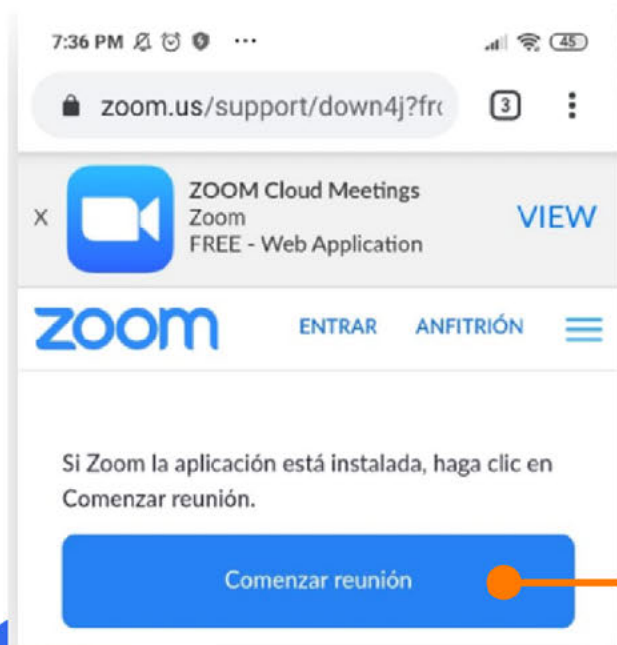 7:36 PM ... 45
zoom.us/support/down4j?fro 3
ZOOM Cloud Meetings
X Zoom VIEW
FREE - Web Application
zoom ENTRAR ANFITRIÓN
Si Zoom la aplicación está instalada, haga clic en
Comenzar reunión.
Comenzar reunión